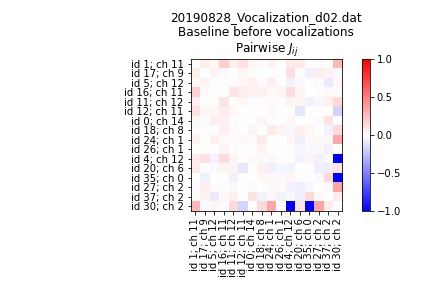 20190828_Vocalization_d02.dat
Baseline before vocalizations
Pairwise J_ij
id 1; ch 11
id 17; ch 9
id 5; ch 12
id 16; ch 11
id 11; ch 12
id 12; ch 11
id 0; ch 14
id 18; ch 8
id 24; ch 1
id 26; ch 1
id 4; ch 12
id 20; ch 6
id 35; ch 0
id 27; ch 2
id 37; ch 2
id 30; ch 2
1.0
0.5
0.0
−0.5
−1.0
id 1; ch 11
id 17; ch 9
id 5; ch 12
id 16; ch 11
id 11; ch 12
id 12; ch 11
id 0; ch 14
id 18; ch 8
id 24; ch 1
id 26; ch 1
id 4; ch 12
id 20; ch 6
id 35; ch 0
id 27; ch 2
id 37; ch 2
id 30; ch 2